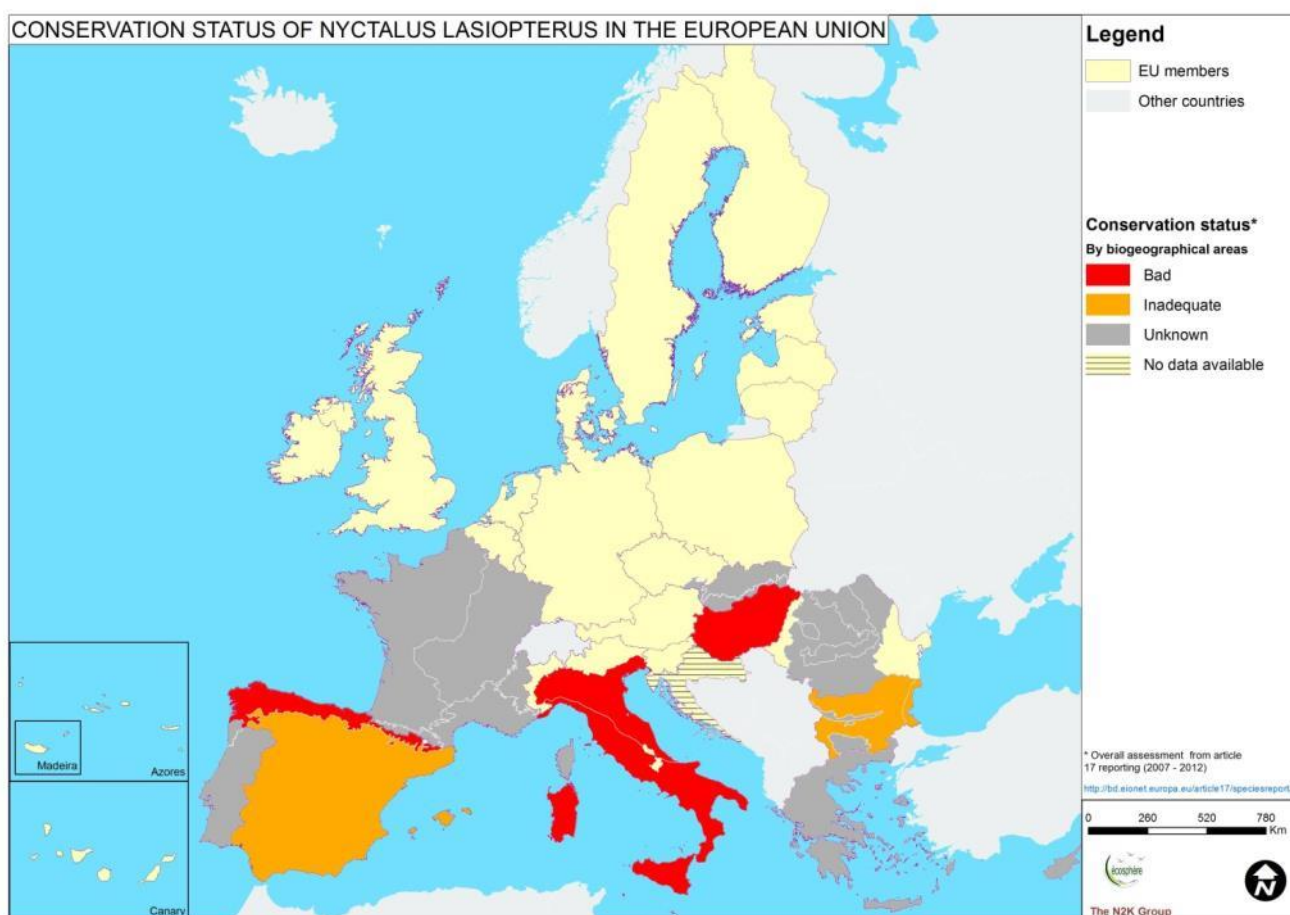 CONSERVATION STATUS OF NYCTALUS LASIOPTERUS IN THE EUROPEAN UNION
Legend
EU members
Other countries
Conservation status*
By biogeographical areas
Bad
Inadequate
Unknown
No data available
Madeira
Azores
Canary
* Overall assessment from article
17 reporting (2007 - 2012)
http://bd.eionet.europa.eu/article17/speciesreport
0 260 520 780
Km
écosphère
N
The N2K Group